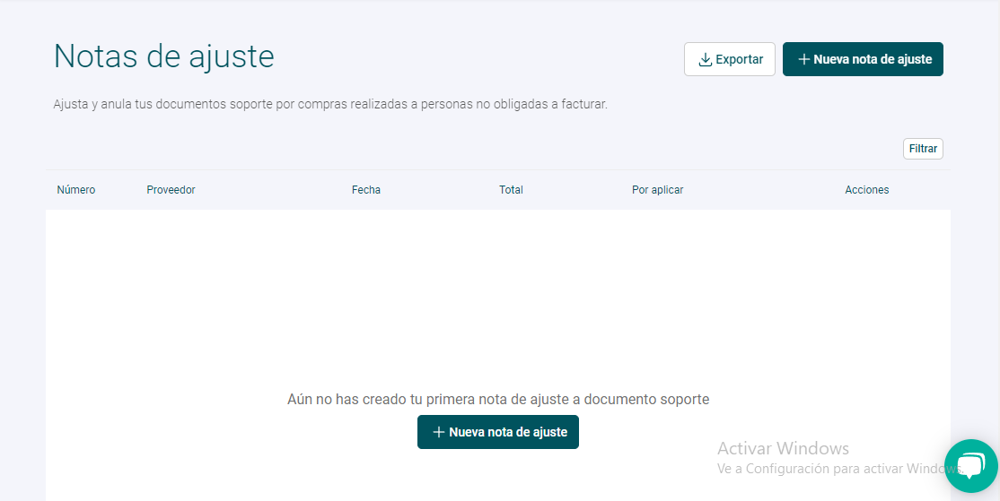 Notas de ajuste
Exportar
Nueva nota de ajuste
Ajusta y anula tus documentos soporte por compras realizadas a personas no obligadas a facturar.
Filtrar
Número Proveedor Fecha Total Por aplicar Acciones
Aún no has creado tu primera nota de ajuste a documento soporte
Nueva nota de ajuste
Activar Windows
Ve a Configuración para activar Windows.